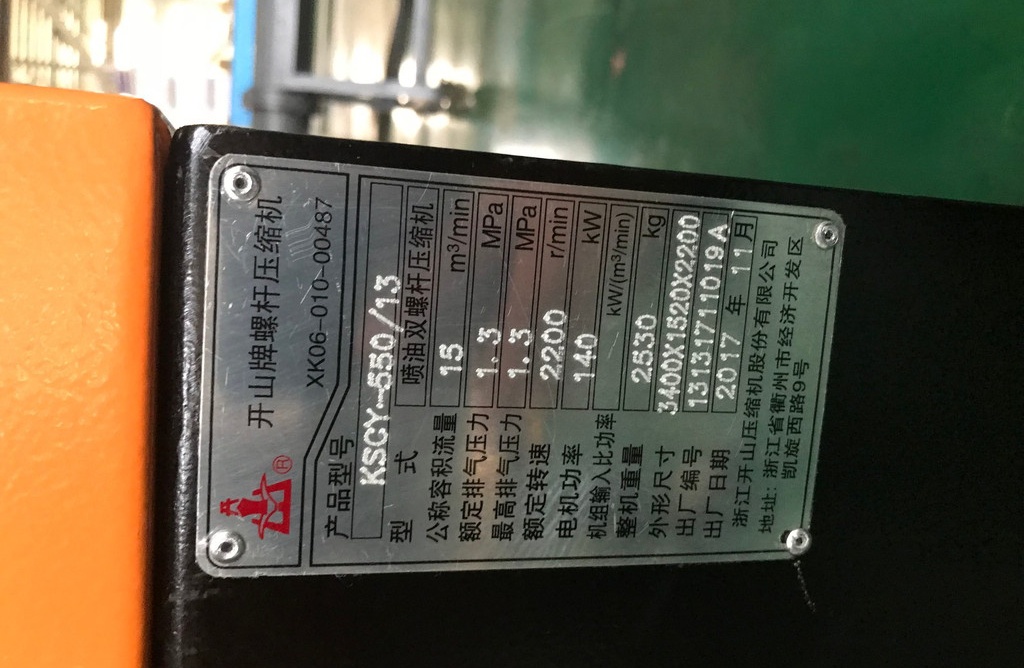 开山牌螺杆压缩机
XK06-010-00487
产品型号 KSCY-550/13
型式 喷油双螺杆压缩机
公称容积流量 15 m³/min
额定排气压力 1.3 MPa
最高排气压力 1.3 MPa
额定转速 2200 r/min
电机功率 140 kW
机组输入比功率 kW/(m³/min)
整机重量 2530 kg
外形尺寸 3400X1520X2200
出厂编号 13131711019A
出厂日期 2017 年 11 月
浙江开山压缩机股份有限公司
地址: 浙江省衢州市经济开发区
凯旋西路9号